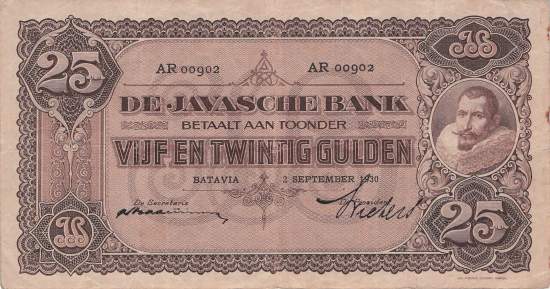 25
AR 00902 AR 00902
DE JAVASCHE BANK
BETAALT AAN TOONDER
VIJF EN TWINTIG GULDEN
BATAVIA 2 SEPTEMBER 1930
De Secretaris De President
25